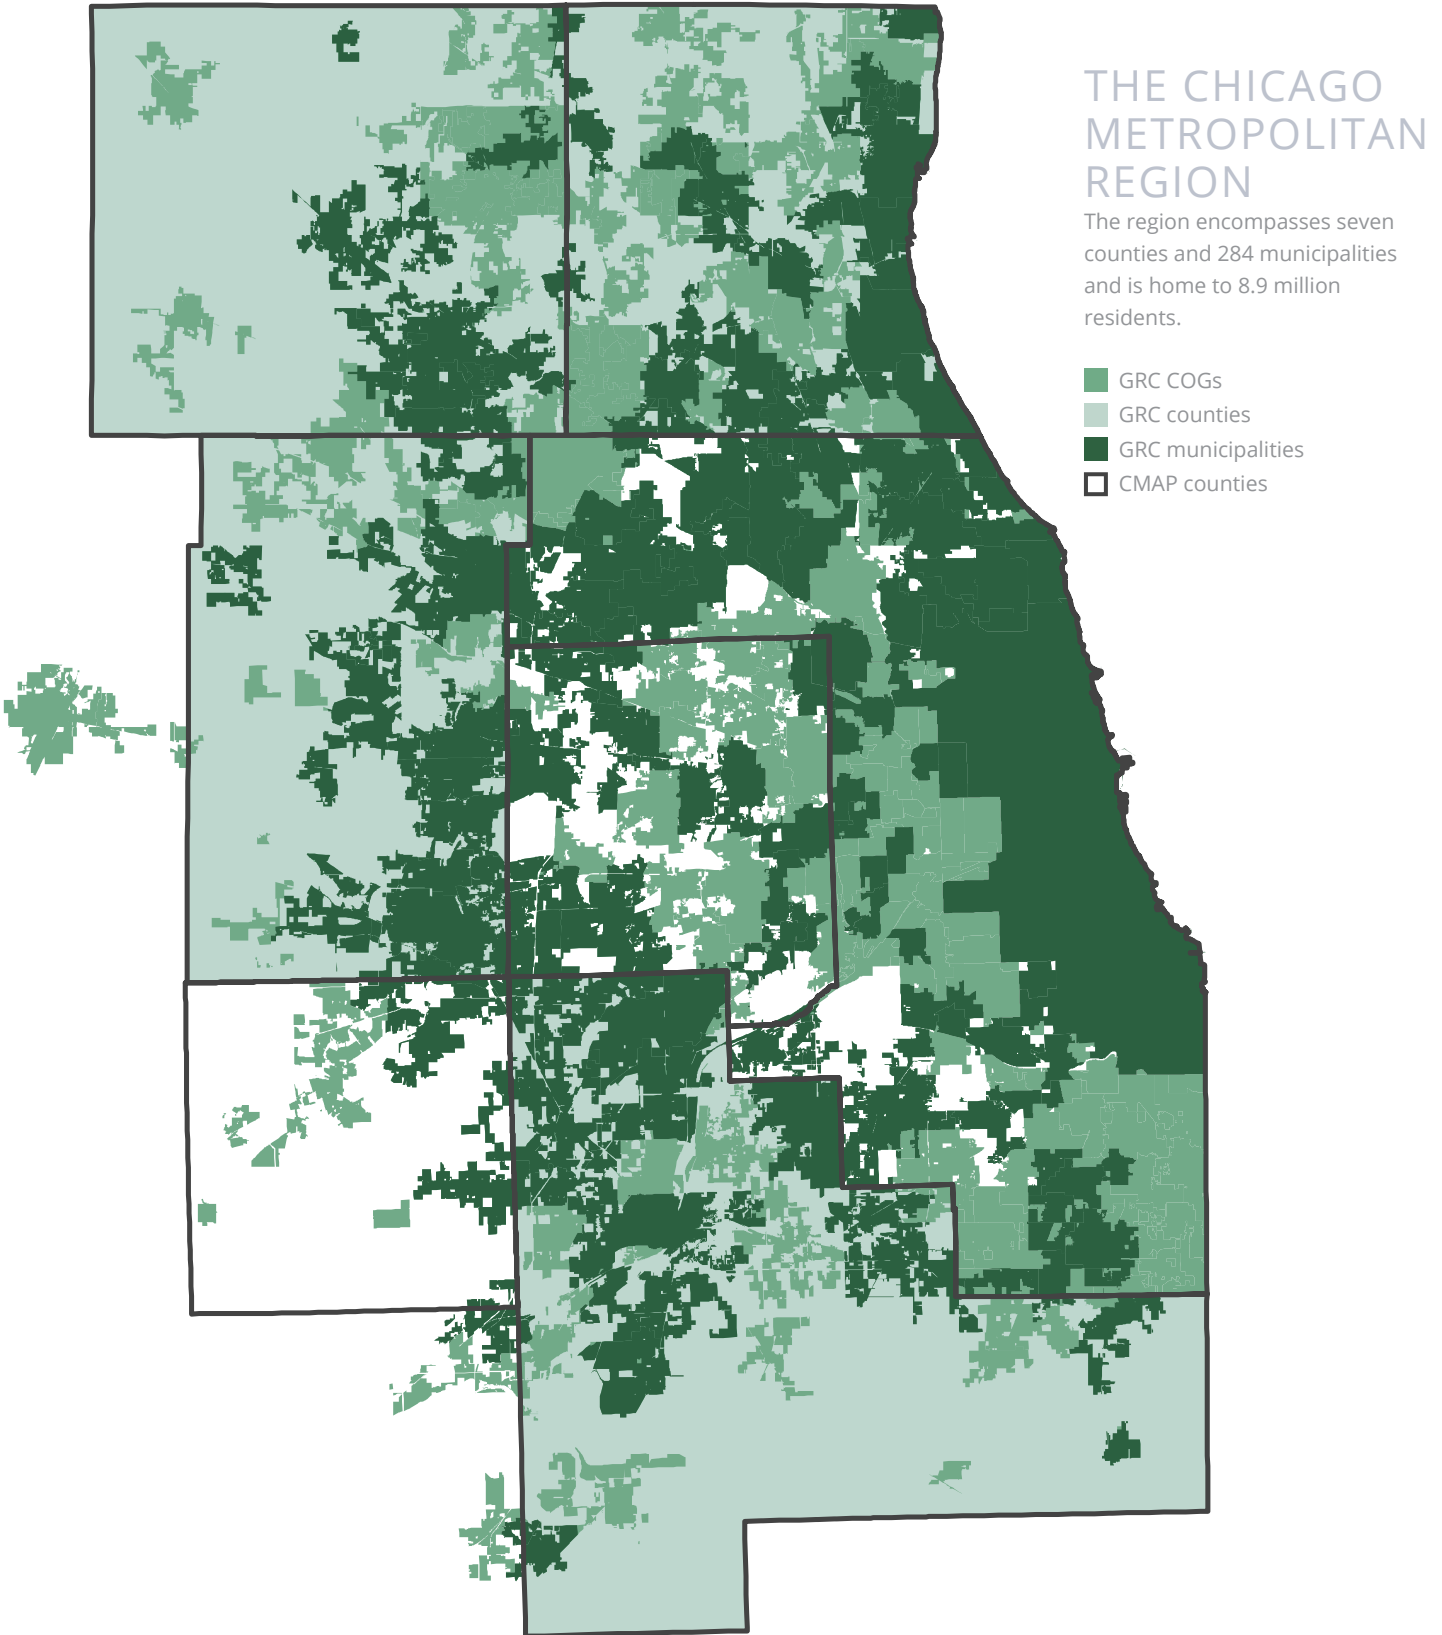 THE CHICAGO
METROPOLITAN
REGION
The region encompasses seven
counties and 284 municipalities
and is home to 8.9 million
residents.
GRC COGs
GRC counties
GRC municipalities
CMAP counties